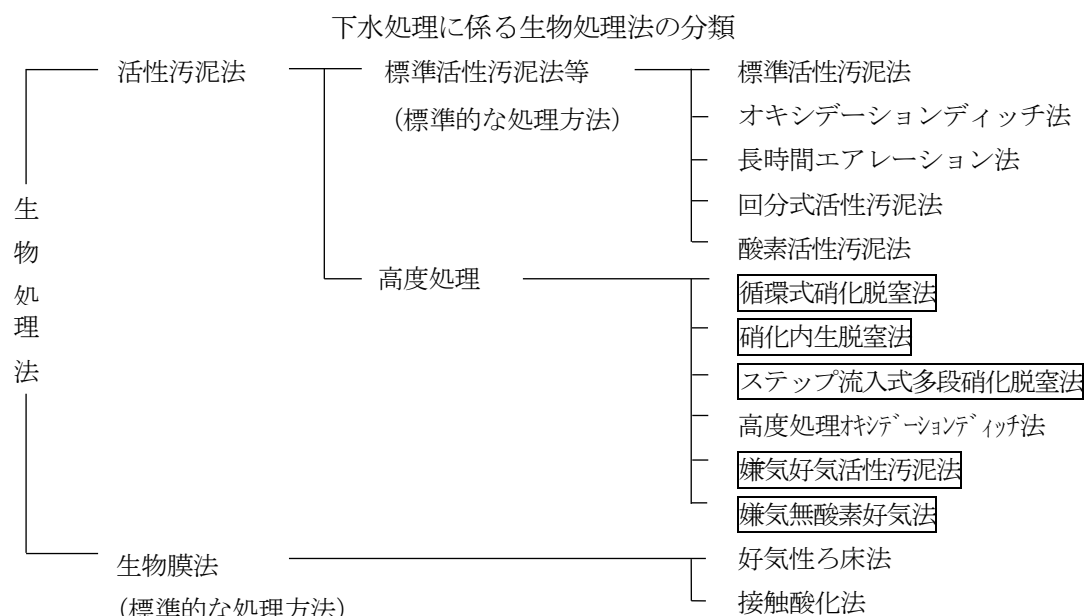 下水処理に係る生物処理法の分類
生物処理法
活性汚泥法
標準活性汚泥法等
(標準的な処理方法)
標準活性汚泥法
オキシデーションディッチ法
長時間エアレーション法
回分式活性汚泥法
酸素活性汚泥法
高度処理
循環式硝化脱窒法
硝化内生脱窒法
ステップ流入式多段硝化脱窒法
高度処理ｵｷｼﾃﾞｰｼｮﾝﾃﾞｨｯﾁ法
嫌気好気活性汚泥法
嫌気無酸素好気法
生物膜法
(標準的な処理方法)
好気性ろ床法
接触酸化法